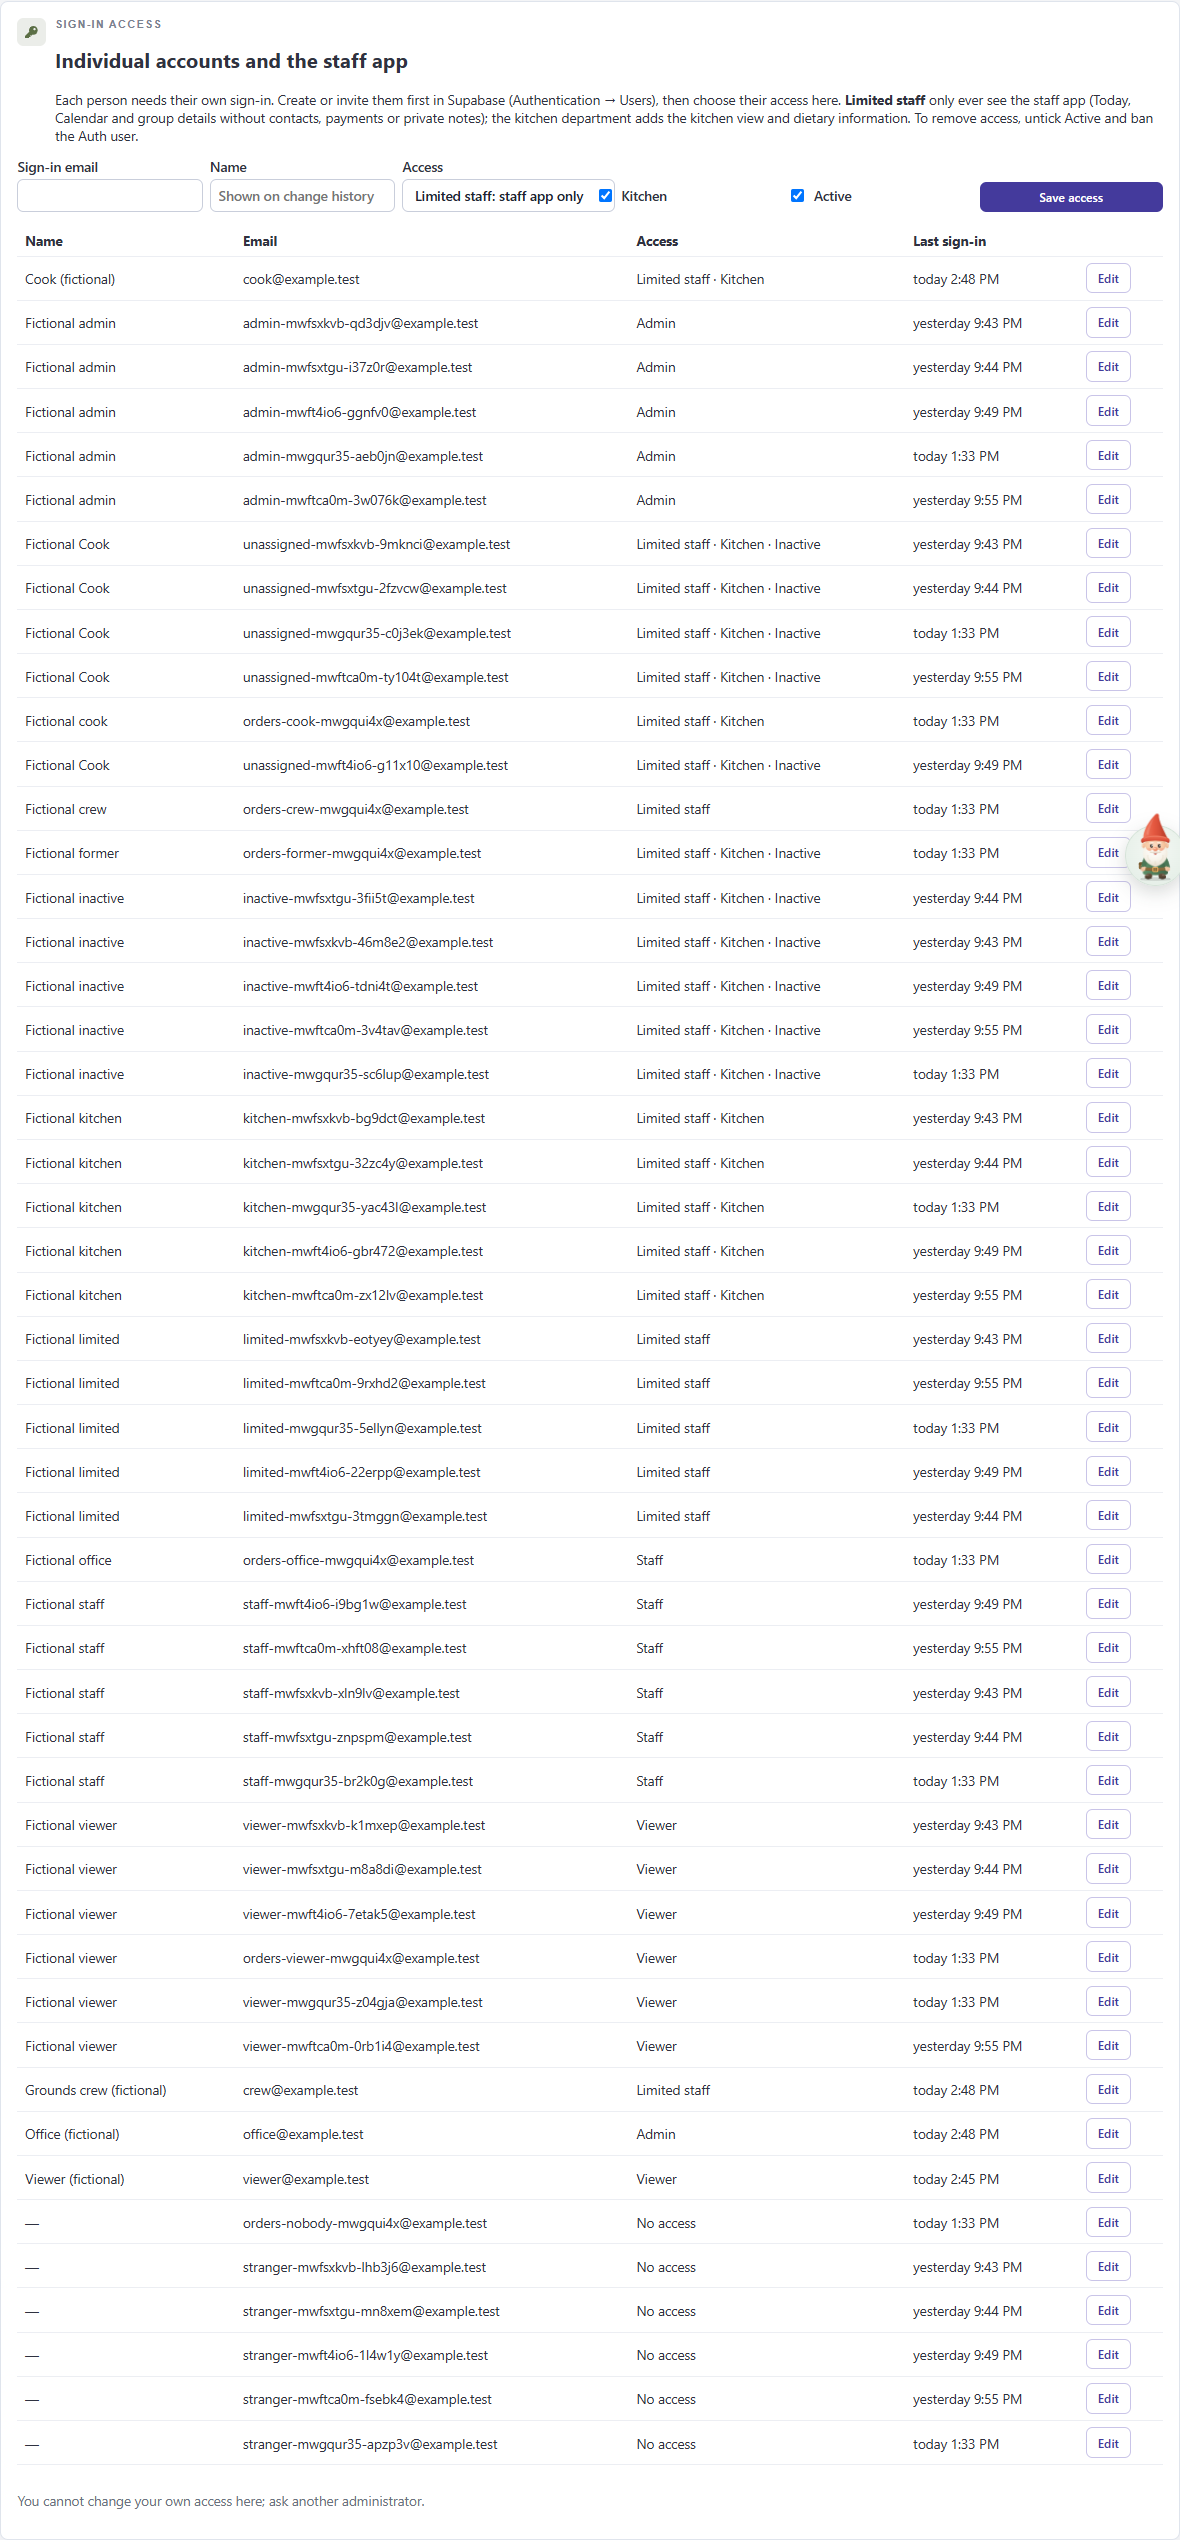 SIGN-IN ACCESS
Individual accounts and the staff app
Each person needs their own sign-in. Create or invite them first in Supabase (Authentication → Users), then choose their access here. Limited staff only ever see the staff app (Today,
Calendar and group details without contacts, payments or private notes); the kitchen department adds the kitchen view and dietary information. To remove access, untick Active and ban
the Auth user.
Sign-in email Name Access
Shown on change history Limited staff: staff app only Kitchen Active Save access
Name Email Access Last sign-in
Cook (fictional) cook@example.test Limited staff · Kitchen today 2:48 PM Edit
Fictional admin admin-mwfsxkvb-qd3djv@example.test Admin yesterday 9:43 PM Edit
Fictional admin admin-mwfsxtgu-i37z0r@example.test Admin yesterday 9:44 PM Edit
Fictional admin admin-mwft4io6-ggnfv0@example.test Admin yesterday 9:49 PM Edit
Fictional admin admin-mwgqur35-aeb0jn@example.test Admin today 1:33 PM Edit
Fictional admin admin-mwftca0m-3w076k@example.test Admin yesterday 9:55 PM Edit
Fictional Cook unassigned-mwfsxkvb-9mknci@example.test Limited staff · Kitchen · Inactive yesterday 9:43 PM Edit
Fictional Cook unassigned-mwfsxtgu-2fzvcw@example.test Limited staff · Kitchen · Inactive yesterday 9:44 PM Edit
Fictional Cook unassigned-mwgqur35-c0j3ek@example.test Limited staff · Kitchen · Inactive today 1:33 PM Edit
Fictional Cook unassigned-mwftca0m-ty104t@example.test Limited staff · Kitchen · Inactive yesterday 9:55 PM Edit
Fictional cook orders-cook-mwgqui4x@example.test Limited staff · Kitchen today 1:33 PM Edit
Fictional Cook unassigned-mwft4io6-g11x10@example.test Limited staff · Kitchen · Inactive yesterday 9:49 PM Edit
Fictional crew orders-crew-mwgqui4x@example.test Limited staff today 1:33 PM Edit
Fictional former orders-former-mwgqui4x@example.test Limited staff · Kitchen · Inactive today 1:33 PM Edit
Fictional inactive inactive-mwfsxtgu-3fii5t@example.test Limited staff · Kitchen · Inactive yesterday 9:44 PM Edit
Fictional inactive inactive-mwfsxkvb-46m8e2@example.test Limited staff · Kitchen · Inactive yesterday 9:43 PM Edit
Fictional inactive inactive-mwft4io6-tdni4t@example.test Limited staff · Kitchen · Inactive yesterday 9:49 PM Edit
Fictional inactive inactive-mwftca0m-3v4tav@example.test Limited staff · Kitchen · Inactive yesterday 9:55 PM Edit
Fictional inactive inactive-mwgqur35-sc6lup@example.test Limited staff · Kitchen · Inactive today 1:33 PM Edit
Fictional kitchen kitchen-mwfsxkvb-bg9dct@example.test Limited staff · Kitchen yesterday 9:43 PM Edit
Fictional kitchen kitchen-mwfsxtgu-32zc4y@example.test Limited staff · Kitchen yesterday 9:44 PM Edit
Fictional kitchen kitchen-mwgqur35-yac43l@example.test Limited staff · Kitchen today 1:33 PM Edit
Fictional kitchen kitchen-mwft4io6-gbr472@example.test Limited staff · Kitchen yesterday 9:49 PM Edit
Fictional kitchen kitchen-mwftca0m-zx12lv@example.test Limited staff · Kitchen yesterday 9:55 PM Edit
Fictional limited limited-mwfsxkvb-eotyey@example.test Limited staff yesterday 9:43 PM Edit
Fictional limited limited-mwftca0m-9rxhd2@example.test Limited staff yesterday 9:55 PM Edit
Fictional limited limited-mwgqur35-5ellyn@example.test Limited staff today 1:33 PM Edit
Fictional limited limited-mwft4io6-22erpp@example.test Limited staff yesterday 9:49 PM Edit
Fictional limited limited-mwfsxtgu-3tmggn@example.test Limited staff yesterday 9:44 PM Edit
Fictional office orders-office-mwgqui4x@example.test Staff today 1:33 PM Edit
Fictional staff staff-mwft4io6-i9bg1w@example.test Staff yesterday 9:49 PM Edit
Fictional staff staff-mwftca0m-xhft08@example.test Staff yesterday 9:55 PM Edit
Fictional staff staff-mwfsxkvb-xln9lv@example.test Staff yesterday 9:43 PM Edit
Fictional staff staff-mwfsxtgu-znpspm@example.test Staff yesterday 9:44 PM Edit
Fictional staff staff-mwgqur35-br2k0g@example.test Staff today 1:33 PM Edit
Fictional viewer viewer-mwfsxkvb-k1mxep@example.test Viewer yesterday 9:43 PM Edit
Fictional viewer viewer-mwfsxtgu-m8a8di@example.test Viewer yesterday 9:44 PM Edit
Fictional viewer viewer-mwft4io6-7etak5@example.test Viewer yesterday 9:49 PM Edit
Fictional viewer orders-viewer-mwgqui4x@example.test Viewer today 1:33 PM Edit
Fictional viewer viewer-mwgqur35-z04gja@example.test Viewer today 1:33 PM Edit
Fictional viewer viewer-mwftca0m-0rb1i4@example.test Viewer yesterday 9:55 PM Edit
Grounds crew (fictional) crew@example.test Limited staff today 2:48 PM Edit
Office (fictional) office@example.test Admin today 2:48 PM Edit
Viewer (fictional) viewer@example.test Viewer today 2:45 PM Edit
— orders-nobody-mwgqui4x@example.test No access today 1:33 PM Edit
— stranger-mwfsxkvb-lhb3j6@example.test No access yesterday 9:43 PM Edit
— stranger-mwfsxtgu-mn8xem@example.test No access yesterday 9:44 PM Edit
— stranger-mwft4io6-1l4w1y@example.test No access yesterday 9:49 PM Edit
— stranger-mwftca0m-fsebk4@example.test No access yesterday 9:55 PM Edit
— stranger-mwgqur35-apzp3v@example.test No access today 1:33 PM Edit
You cannot change your own access here; ask another administrator.